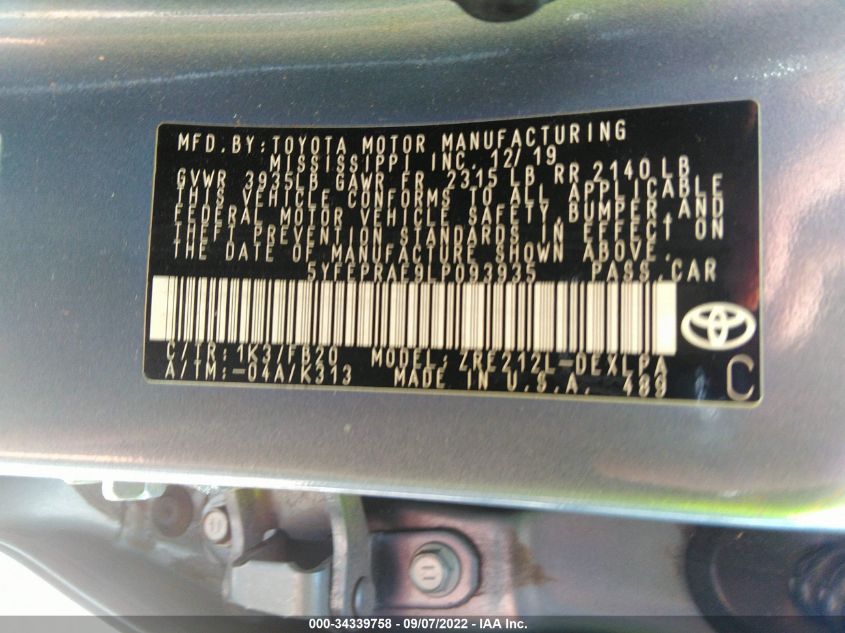 MFD.BY:TOYOTA MOTOR MANUFACTURING
MISSISSIPPI INC. 12/19
GVWR 3935LB GAWR FR 2315 LB RR 2140 LB
THIS VEHICLE CONFORMS TO ALL APPLICABLE
FEDERAL MOTOR VEHICLE SAFETY,BUMPER,AND
THEFT PREVENTION STANDARDS IN EFFECT ON
THE DATE OF MANUFACTURE SHOWN ABOVE.
5YFEPRAE9LP093935 PASS.CAR
C/TR:1K3/FB20 MODEL:ZRE212L-DEXLPA
A/TM:-04A/K313 MADE IN U.S.A. 489
C
000-34339758 - 09/07/2022 - IAA Inc.